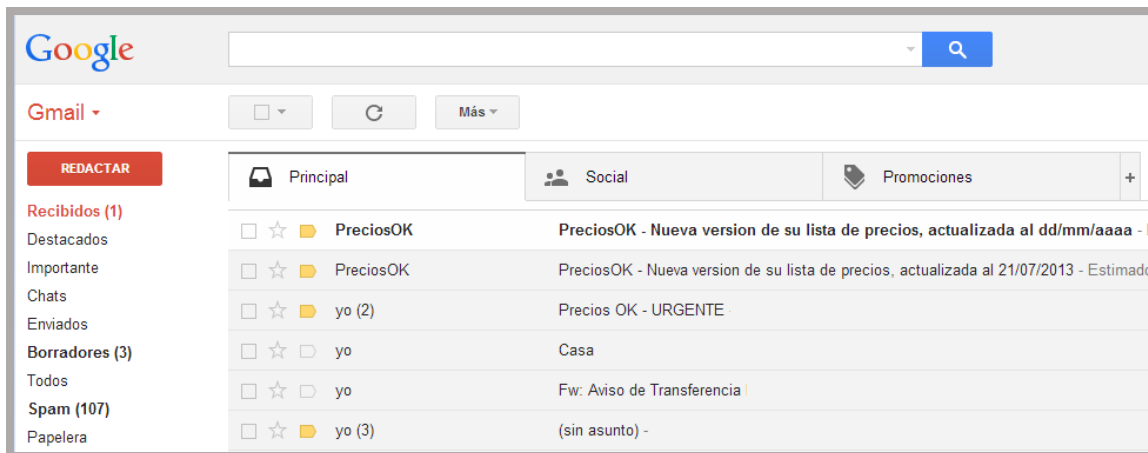 Google
Gmail
Más
REDACTAR
Principal
Social
Promociones
+
Recibidos (1)
Destacados
Importante
Chats
Enviados
Borradores (3)
Todos
Spam (107)
Papelera
PreciosOK PreciosOK - Nueva version de su lista de precios, actualizada al dd/mm/aaaa -
PreciosOK PreciosOK - Nueva version de su lista de precios, actualizada al 21/07/2013 - Estimado
yo (2) Precios OK - URGENTE
yo Casa
yo Fw: Aviso de Transferencia
yo (3) (sin asunto) -